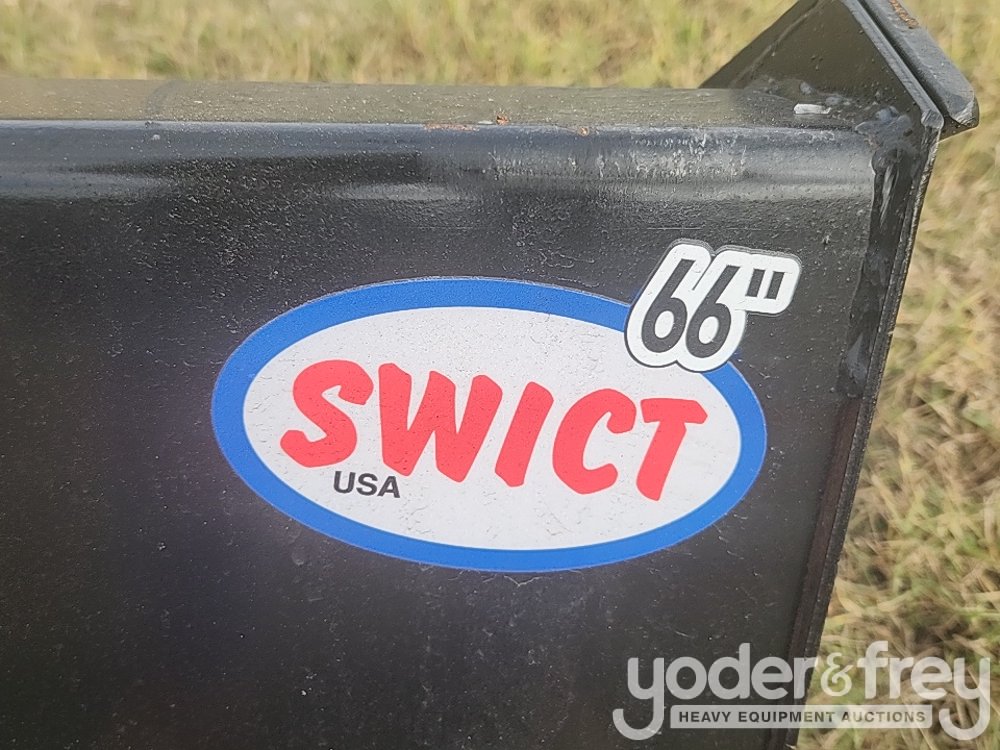 66"
SWICT
USA
yoder&frey
HEAVY EQUIPMENT AUCTIONS